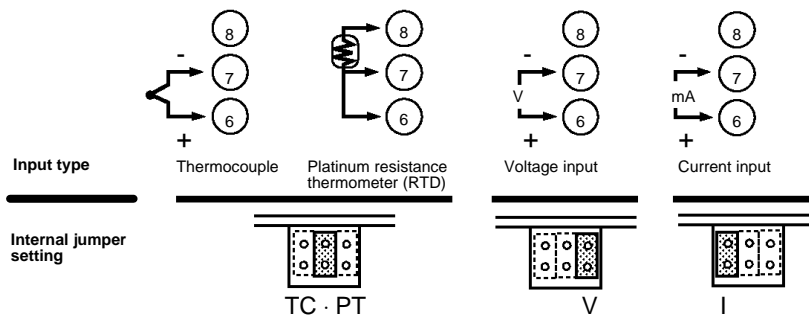 8 8 8 8
- - -
7 7 7 7
V mA
6 6 6 6
+ + +
Input type Thermocouple Platinum resistance thermometer (RTD) Voltage input Current input
Internal jumper
setting
TC · PT V I